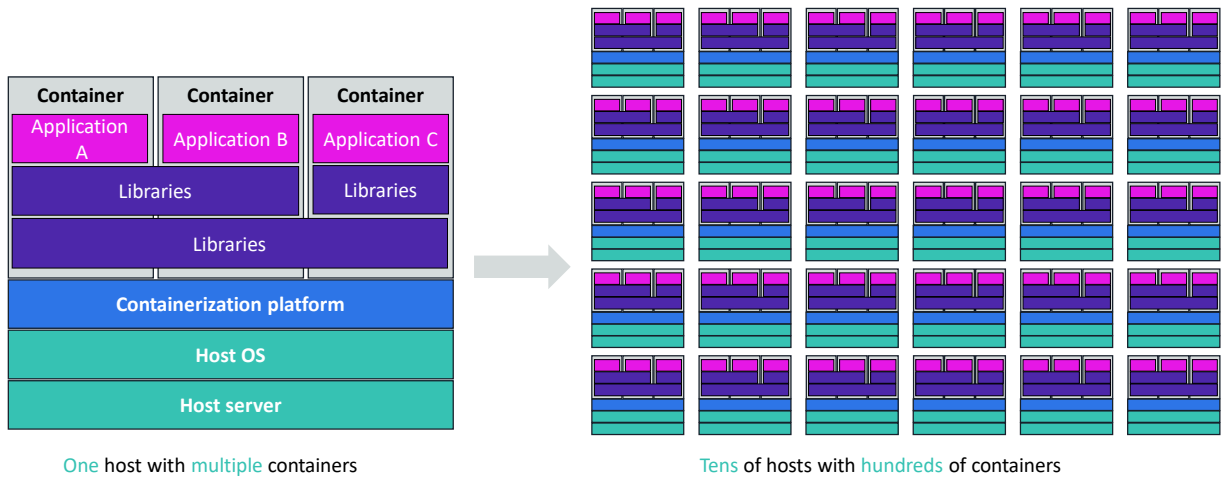 Container
Container
Container
Application
A
Application B
Application C
Libraries
Libraries
Libraries
Containerization platform
Host OS
Host server
One host with multiple containers
Tens of hosts with hundreds of containers